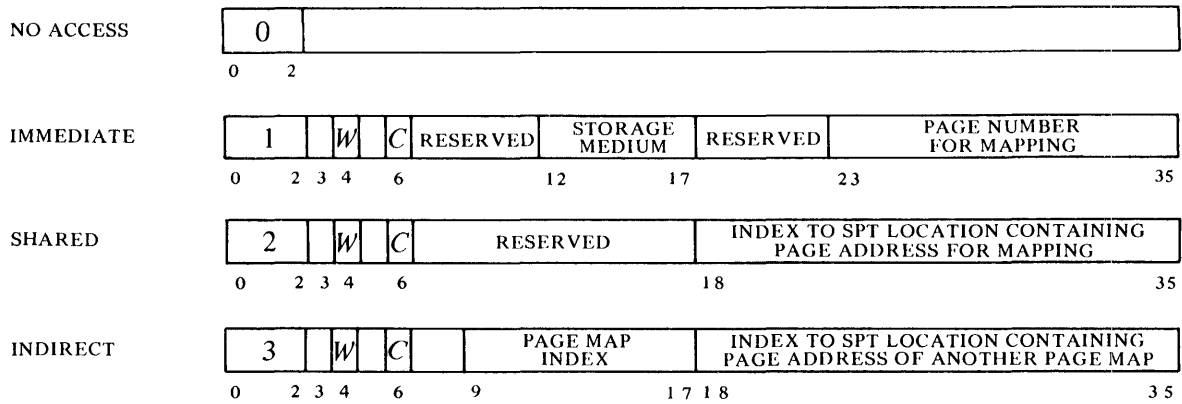 NO ACCESS
0
0 2
IMMEDIATE
1 W C RESERVED STORAGE MEDIUM RESERVED PAGE NUMBER FOR MAPPING
0 2 3 4 6 12 17 23 35
SHARED
2 W C RESERVED INDEX TO SPT LOCATION CONTAINING PAGE ADDRESS FOR MAPPING
0 2 3 4 6 18 35
INDIRECT
3 W C PAGE MAP INDEX INDEX TO SPT LOCATION CONTAINING PAGE ADDRESS OF ANOTHER PAGE MAP
0 2 3 4 6 9 17 18 35